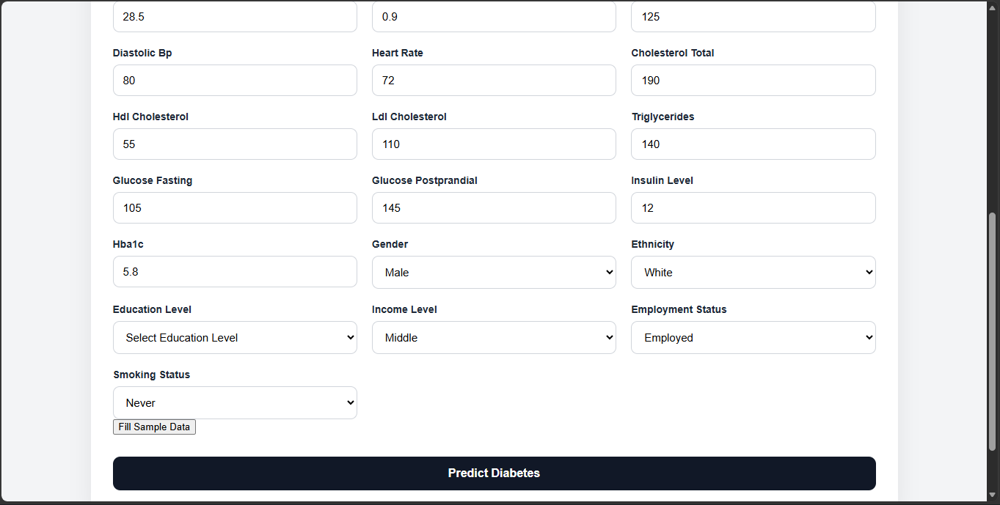 28.5 0.9 125
Diastolic Bp Heart Rate Cholesterol Total
80 72 190
Hdl Cholesterol Ldl Cholesterol Triglycerides
55 110 140
Glucose Fasting Glucose Postprandial Insulin Level
105 145 12
Hba1c Gender Ethnicity
5.8 Male White
Education Level Income Level Employment Status
Select Education Level Middle Employed
Smoking Status
Never
Fill Sample Data
Predict Diabetes